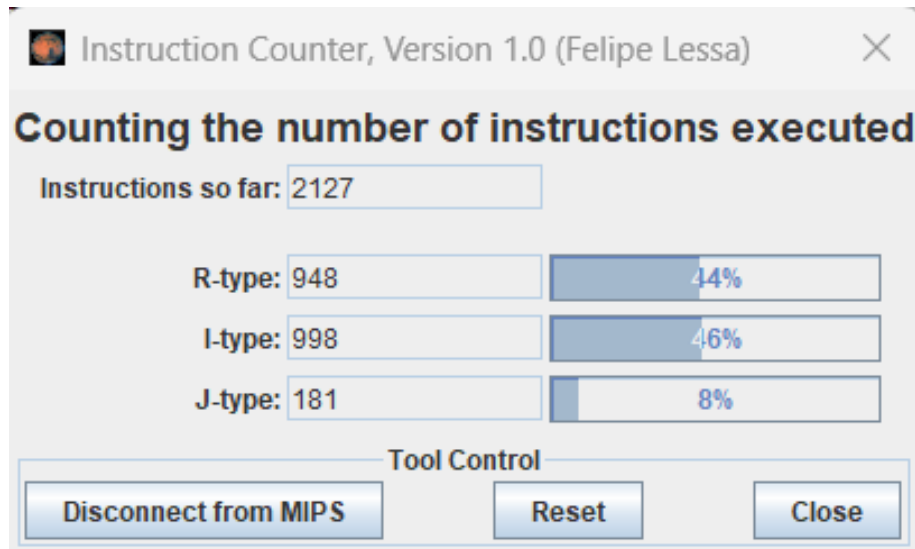 Instruction Counter, Version 1.0 (Felipe Lessa)
Counting the number of instructions executed
Instructions so far: 2127
R-type: 948 44%
I-type: 998 46%
J-type: 181 8%
Tool Control
Disconnect from MIPS Reset Close